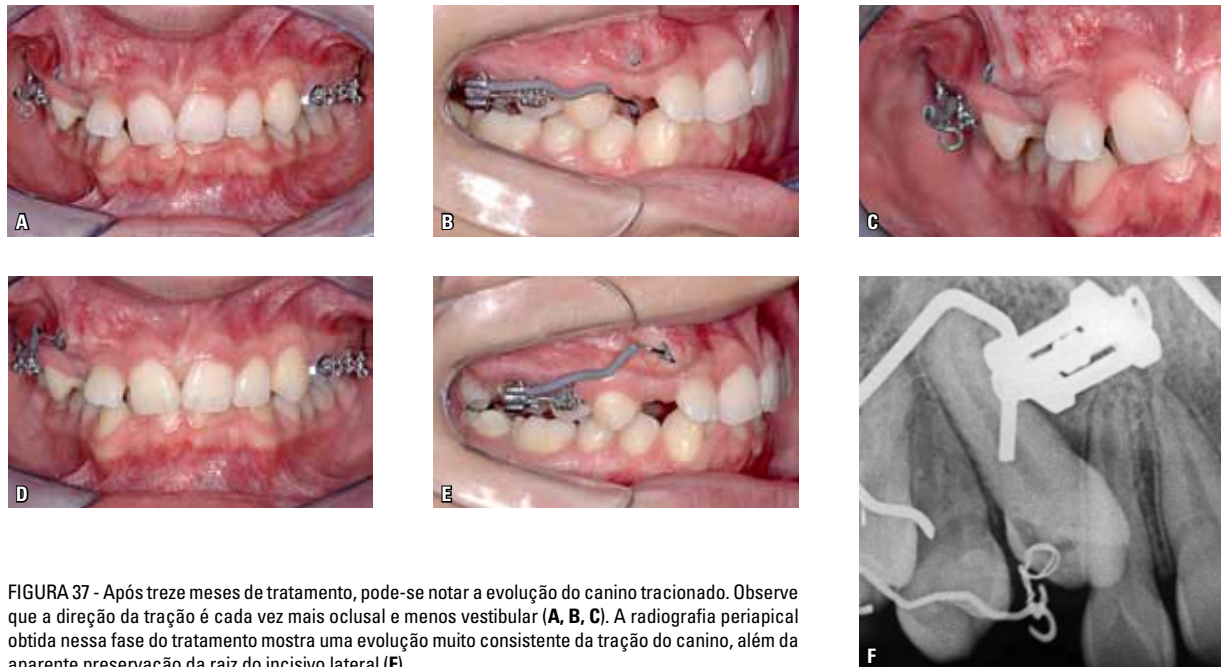 A
B
C
D
E
F
FIGURA 37 - Após treze meses de tratamento, pode-se notar a evolução do canino tracionado. Observe
que a direção da tração é cada vez mais oclusal e menos vestibular (A, B, C). A radiografia periapical
obtida nessa fase do tratamento mostra uma evolução muito consistente da tração do canino, além da
aparente preservação da raiz do incisivo lateral (F).